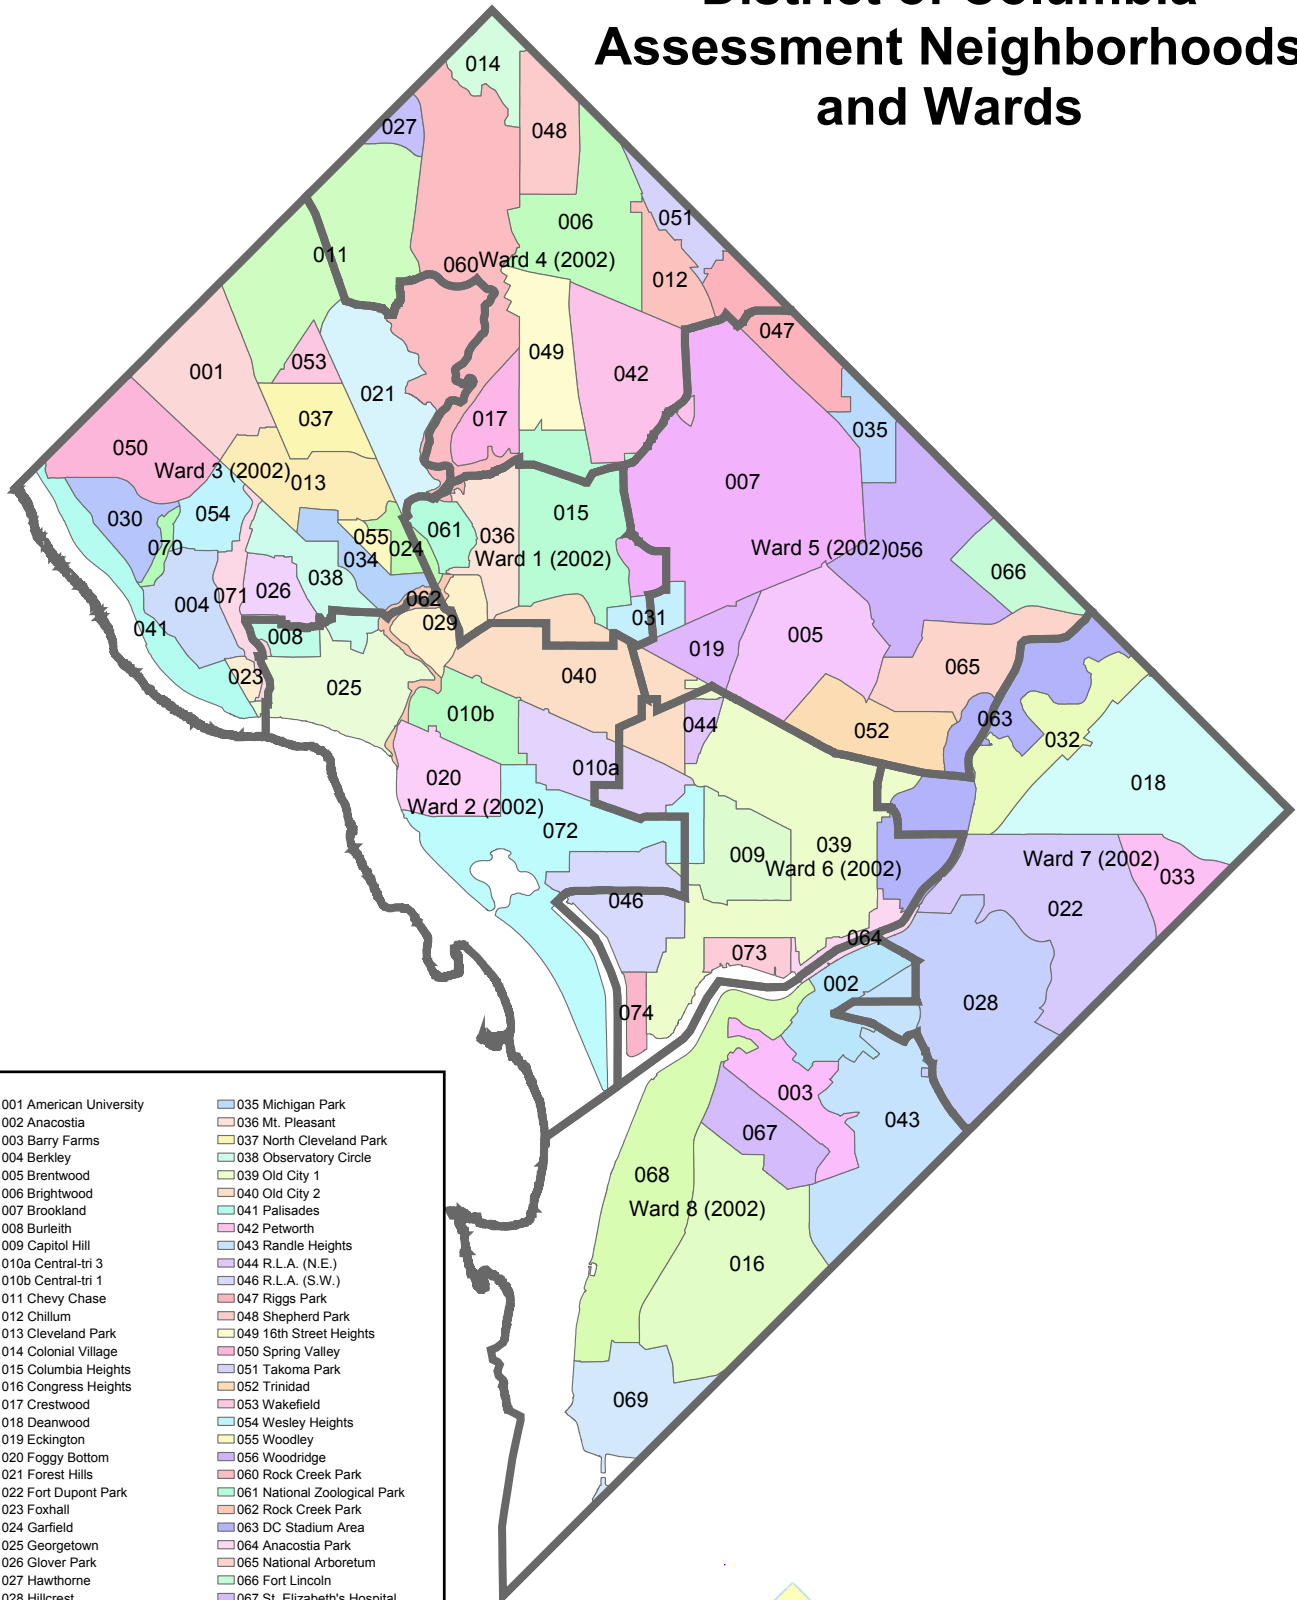 District of Columbia
Assessment Neighborhoods
and Wards
014
027
048
051
006
011
060
Ward 4 (2002)
012
047
049
001
053
042
021
037
017
035
050
Ward 3 (2002)
013
007
030
054
015
055
061
036
070
034
024
Ward 1 (2002)
Ward 5 (2002)
056
066
038
026
071
062
004
031
029
041
008
005
019
065
023
025
040
010b
044
063
052
032
020
010a
018
Ward 2 (2002)
072
039
009
Ward 6 (2002)
Ward 7 (2002)
033
046
022
064
073
002
028
074
003
043
067
068
Ward 8 (2002)
016
069
001 American University
002 Anacostia
003 Barry Farms
004 Berkley
005 Brentwood
006 Brightwood
007 Brookland
008 Burleith
009 Capitol Hill
010a Central-tri 3
010b Central-tri 1
011 Chevy Chase
012 Chillum
013 Cleveland Park
014 Colonial Village
015 Columbia Heights
016 Congress Heights
017 Crestwood
018 Deanwood
019 Eckington
020 Foggy Bottom
021 Forest Hills
022 Fort Dupont Park
023 Foxhall
024 Garfield
025 Georgetown
026 Glover Park
027 Hawthorne
028 Hillcrest
035 Michigan Park
036 Mt. Pleasant
037 North Cleveland Park
038 Observatory Circle
039 Old City 1
040 Old City 2
041 Palisades
042 Petworth
043 Randle Heights
044 R.L.A. (N.E.)
046 R.L.A. (S.W.)
047 Riggs Park
048 Shepherd Park
049 16th Street Heights
050 Spring Valley
051 Takoma Park
052 Trinidad
053 Wakefield
054 Wesley Heights
055 Woodley
056 Woodridge
060 Rock Creek Park
061 National Zoological Park
062 Rock Creek Park
063 DC Stadium Area
064 Anacostia Park
065 National Arboretum
066 Fort Lincoln
067 St. Elizabeth's Hospital